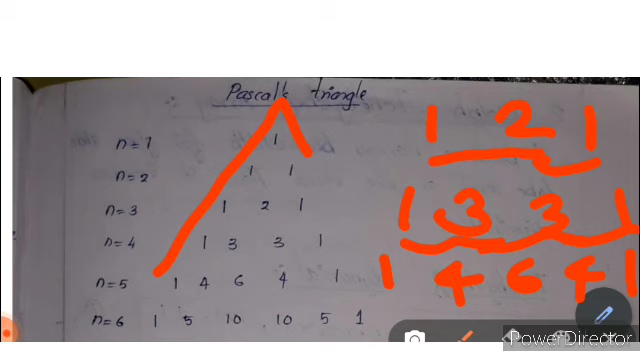 Pascal's triangle
n=1 1
n=2 1 1
n=3 1 2 1
n=4 1 3 3 1
n=5 1 4 6 4 1
n=6 1 5 10 10 5 1
1 2 1
1 3 3 1
1 4 6 4 1
PowerDirector